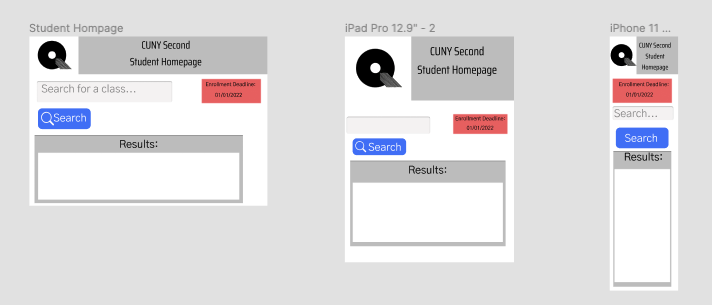 Student Hompage
CUNY Second
Student Homepage
Search for a class...
Enrollment Deadline:
01/01/2022
Search
Results:
iPad Pro 12.9" - 2
CUNY Second
Student Homepage
Enrollment Deadline:
01/01/2022
Search
Results:
iPhone 11 ...
CUNY Second
Student
Homepage
Enrollment Deadline:
01/01/2022
Search...
Search
Results: